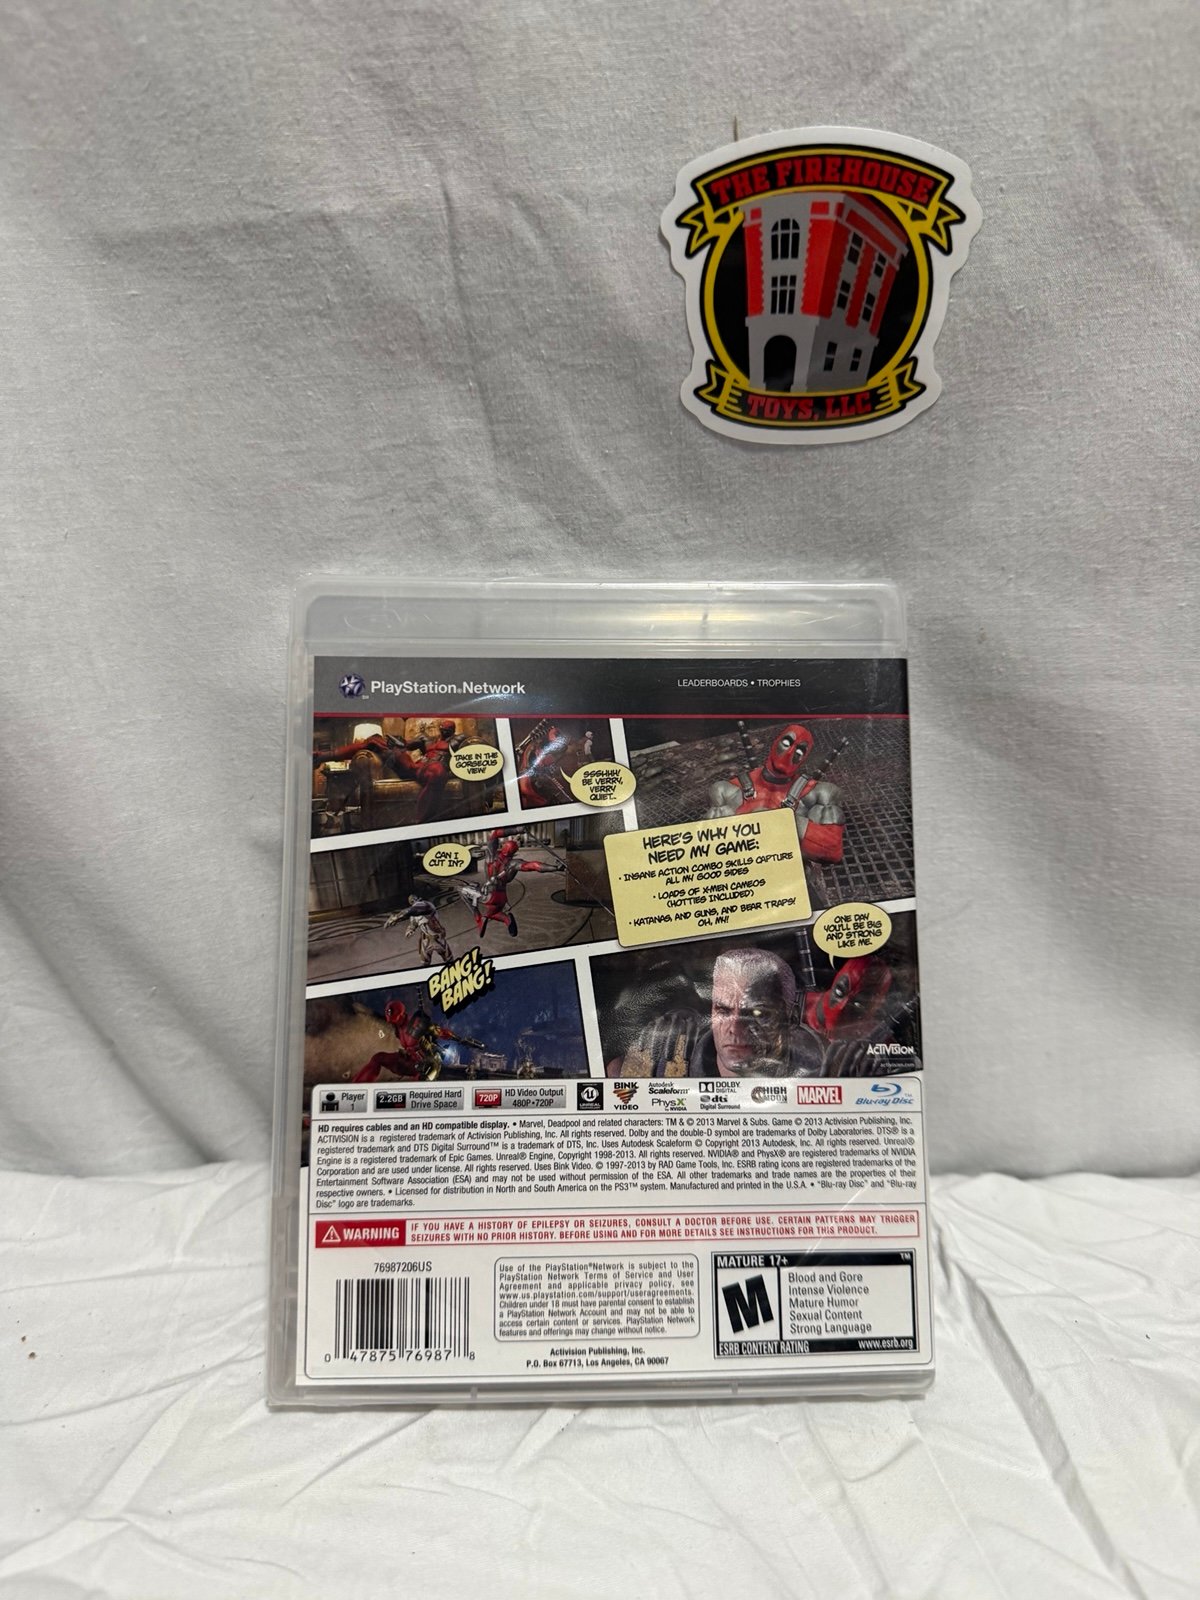 THE FIREHOUSE
TOYS, LLC
PlayStation®Network
LEADERBOARDS • TROPHIES
TAKE IN THE
GORGEOUS
VIEW!
SSSHHH!
BE VERRY,
VERRY
QUIET...
CAN I
CUT IN?
HERE'S WHY YOU
NEED MY GAME:
• INSANE ACTION COMBO SKILLS CAPTURE
ALL MY GOOD SIDES
• LOADS OF X-MEN CAMEOS
(HOTTIES INCLUDED)
• KATANAS, AND GUNS, AND BEAR TRAPS!
OH, MY!
ONE DAY
YOU'LL BE BIG
AND STRONG
LIKE ME.
BANG!
BANG!
ACTIVISION.
activision.com
Player
1
2.2GB
Required Hard
Drive Space
720P
HD Video Output
480P•720P
UNREAL
BINK
VIDEO
Autodesk
Scaleform
PhysX
by NVIDIA
DOLBY
DIGITAL
dts
Digital Surround
HIGH
MOON
MARVEL
Blu-ray Disc™
HD requires cables and an HD compatible display. • Marvel, Deadpool and related characters: TM & © 2013 Marvel & Subs. Game © 2013 Activision Publishing, Inc.
ACTIVISION is a registered trademark of Activision Publishing, Inc. All rights reserved. Dolby and the double-D symbol are trademarks of Dolby Laboratories. DTS® is a
registered trademark and DTS Digital Surround™ is a trademark of DTS, Inc. Uses Autodesk Scaleform © Copyright 2013 Autodesk, Inc. All rights reserved. Unreal®
Engine is a registered trademark of Epic Games. Unreal® Engine, Copyright 1998-2013. All rights reserved. NVIDIA® and PhysX® are registered trademarks of NVIDIA
Corporation and are used under license. All rights reserved. Uses Bink Video. © 1997-2013 by RAD Game Tools, Inc. ESRB rating icons are registered trademarks of the
Entertainment Software Association (ESA) and may not be used without permission of the ESA. All other trademarks and trade names are the properties of their
respective owners. • Licensed for distribution in North and South America on the PS3™ system. Manufactured and printed in the U.S.A. • "Blu-ray Disc" and "Blu-ray
Disc" logo are trademarks.
WARNING
IF YOU HAVE A HISTORY OF EPILEPSY OR SEIZURES, CONSULT A DOCTOR BEFORE USE. CERTAIN PATTERNS MAY TRIGGER
SEIZURES WITH NO PRIOR HISTORY. BEFORE USING AND FOR MORE DETAILS SEE INSTRUCTIONS FOR THIS PRODUCT.
76987206US
0 47875 76987 8
Use of the PlayStation®Network is subject to the
PlayStation Network Terms of Service and User
Agreement and applicable privacy policy, see
www.us.playstation.com/support/useragreements.
Children under 18 must have parental consent to establish
a PlayStation Network Account and may not be able to
access certain content or services. PlayStation Network
features and offerings may change without notice.
Activision Publishing, Inc.
P.O. Box 67713, Los Angeles, CA 90067
MATURE 17+
TM
M
Blood and Gore
Intense Violence
Mature Humor
Sexual Content
Strong Language
ESRB CONTENT RATING
www.esrb.org